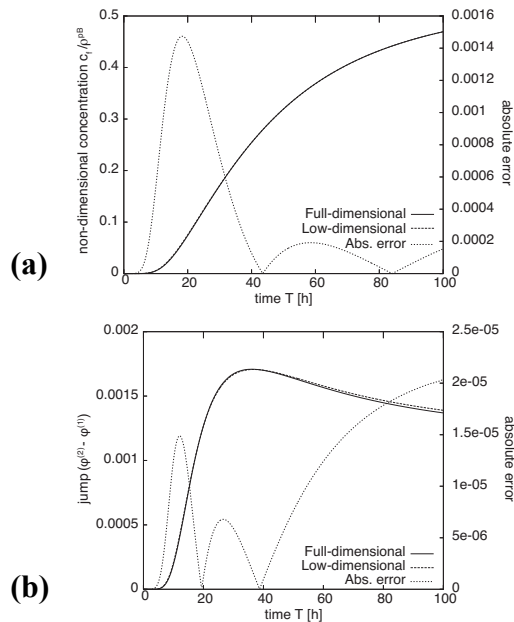 0.5
0.4
0.3
0.2
0.1
0
non-dimensional concentration c_f /ρ^pB
0.0016
0.0014
0.0012
0.001
0.0008
0.0006
0.0004
0.0002
0
absolute error
Full-dimensional
Low-dimensional
Abs. error
0 20 40 60 80 100
time T [h]
(a)
0.002
0.0015
0.001
0.0005
0
jump (φ^(2) - φ^(1))
2.5e-05
2e-05
1.5e-05
1e-05
5e-06
0
absolute error
Full-dimensional
Low-dimensional
Abs. error
0 20 40 60 80 100
time T [h]
(b)